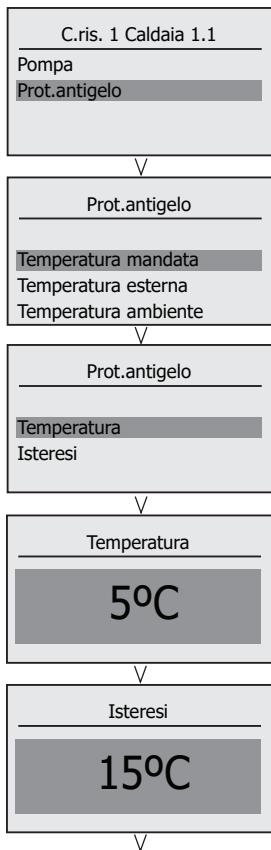 C.ris. 1 Caldaia 1.1
Pompa
Prot.antigelo
Prot.antigelo
Temperatura mandata
Temperatura esterna
Temperatura ambiente
Prot.antigelo
Temperatura
Isteresi
Temperatura
5ºC
Isteresi
15ºC